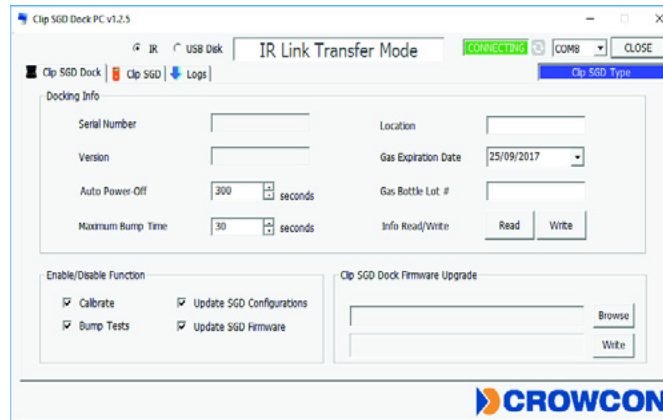 Clip SGD Dock PC v1.2.5
IR USB Disk IR Link Transfer Mode CONNECTING COM8 CLOSE
Clip SGD Dock Clip SGD Logs Clip SGD Type
Docking Info
Serial Number Location
Version Gas Expiration Date 25/09/2017
Auto Power-Off 300 seconds Gas Bottle Lot #
Maximum Bump Time 30 seconds Info Read/Write Read Write
Enable/Disable Function Clip SGD Dock Firmware Upgrade
Calibrate Update SGD Configurations
Browse
Bump Tests Update SGD Firmware
Write
CROWCON